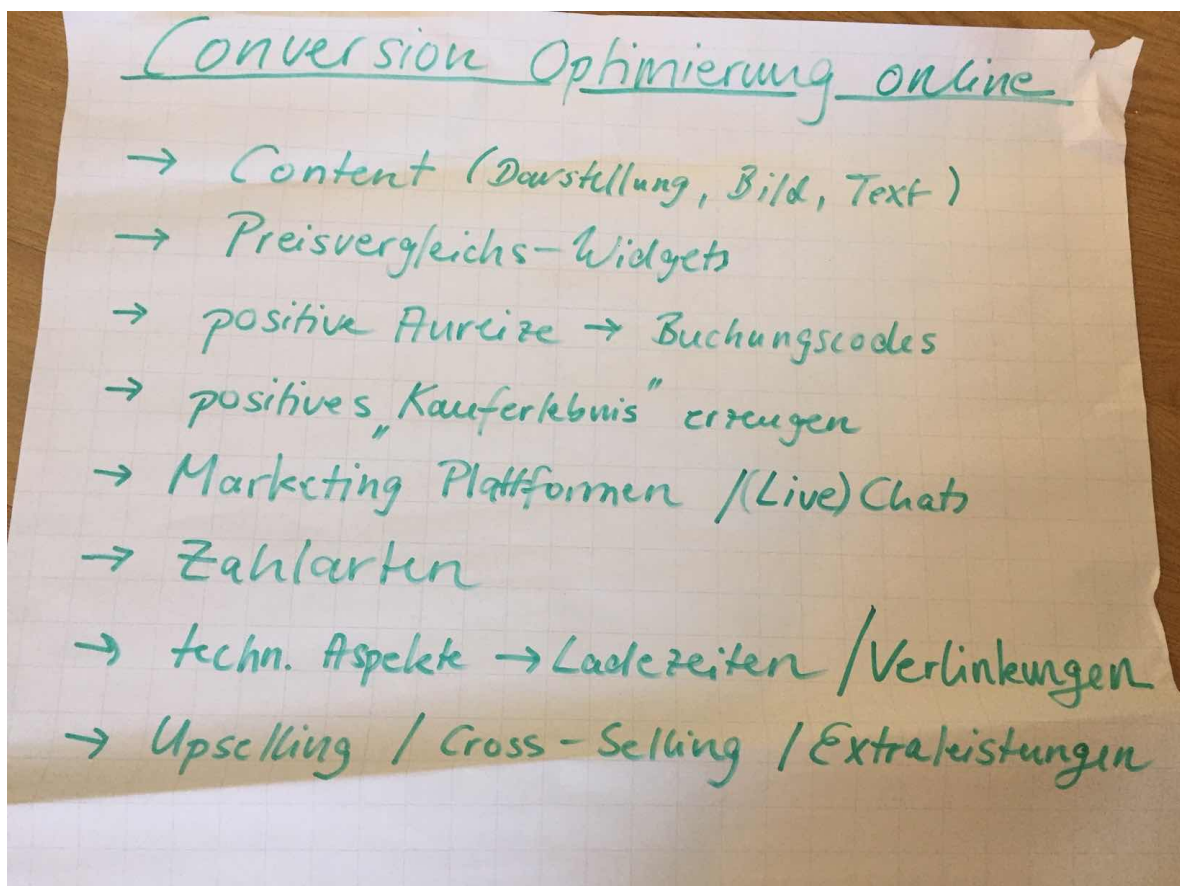 Conversion Optimierung online
→ Content (Darstellung, Bild, Text)
→ Preisvergleichs-Widgets
→ positive Anreize → Buchungscodes
→ positives „Kauferlebnis" erzeugen
→ Marketing Plattformen /(Live) Chats
→ Zahlarten
→ techn. Aspekte → Ladezeiten / Verlinkungen
→ Upselling / Cross-Selling / Extraleistungen